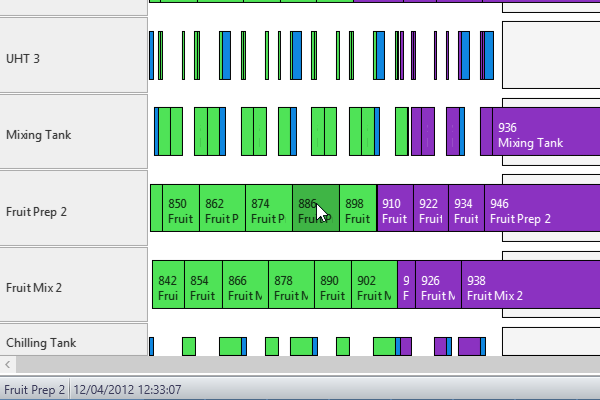 UHT 3
Mixing Tank
936
Mixing Tank
Fruit Prep 2
850 862 874 886 898 910 922 934 946
Fruit Fruit P Fruit P Fruit P Fruit Fruit Fruit Fruit Fruit Prep 2
Fruit Mix 2
842 854 866 878 890 902 9 926 938
Frui Fruit Fruit M Fruit M Fruit Fruit M F Fruit M Fruit Mix 2
Chilling Tank
Fruit Prep 2 12/04/2012 12:33:07